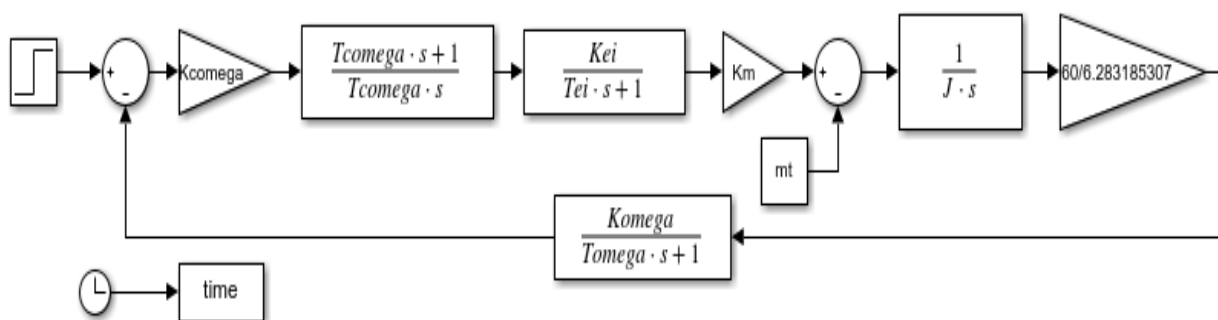 +
−
Kcomega
Tcomega · s + 1
Tcomega · s
Kei
Tei · s + 1
Km
+
−
mt
1
J · s
60/6.283185307
Komega
Tomega · s + 1
time